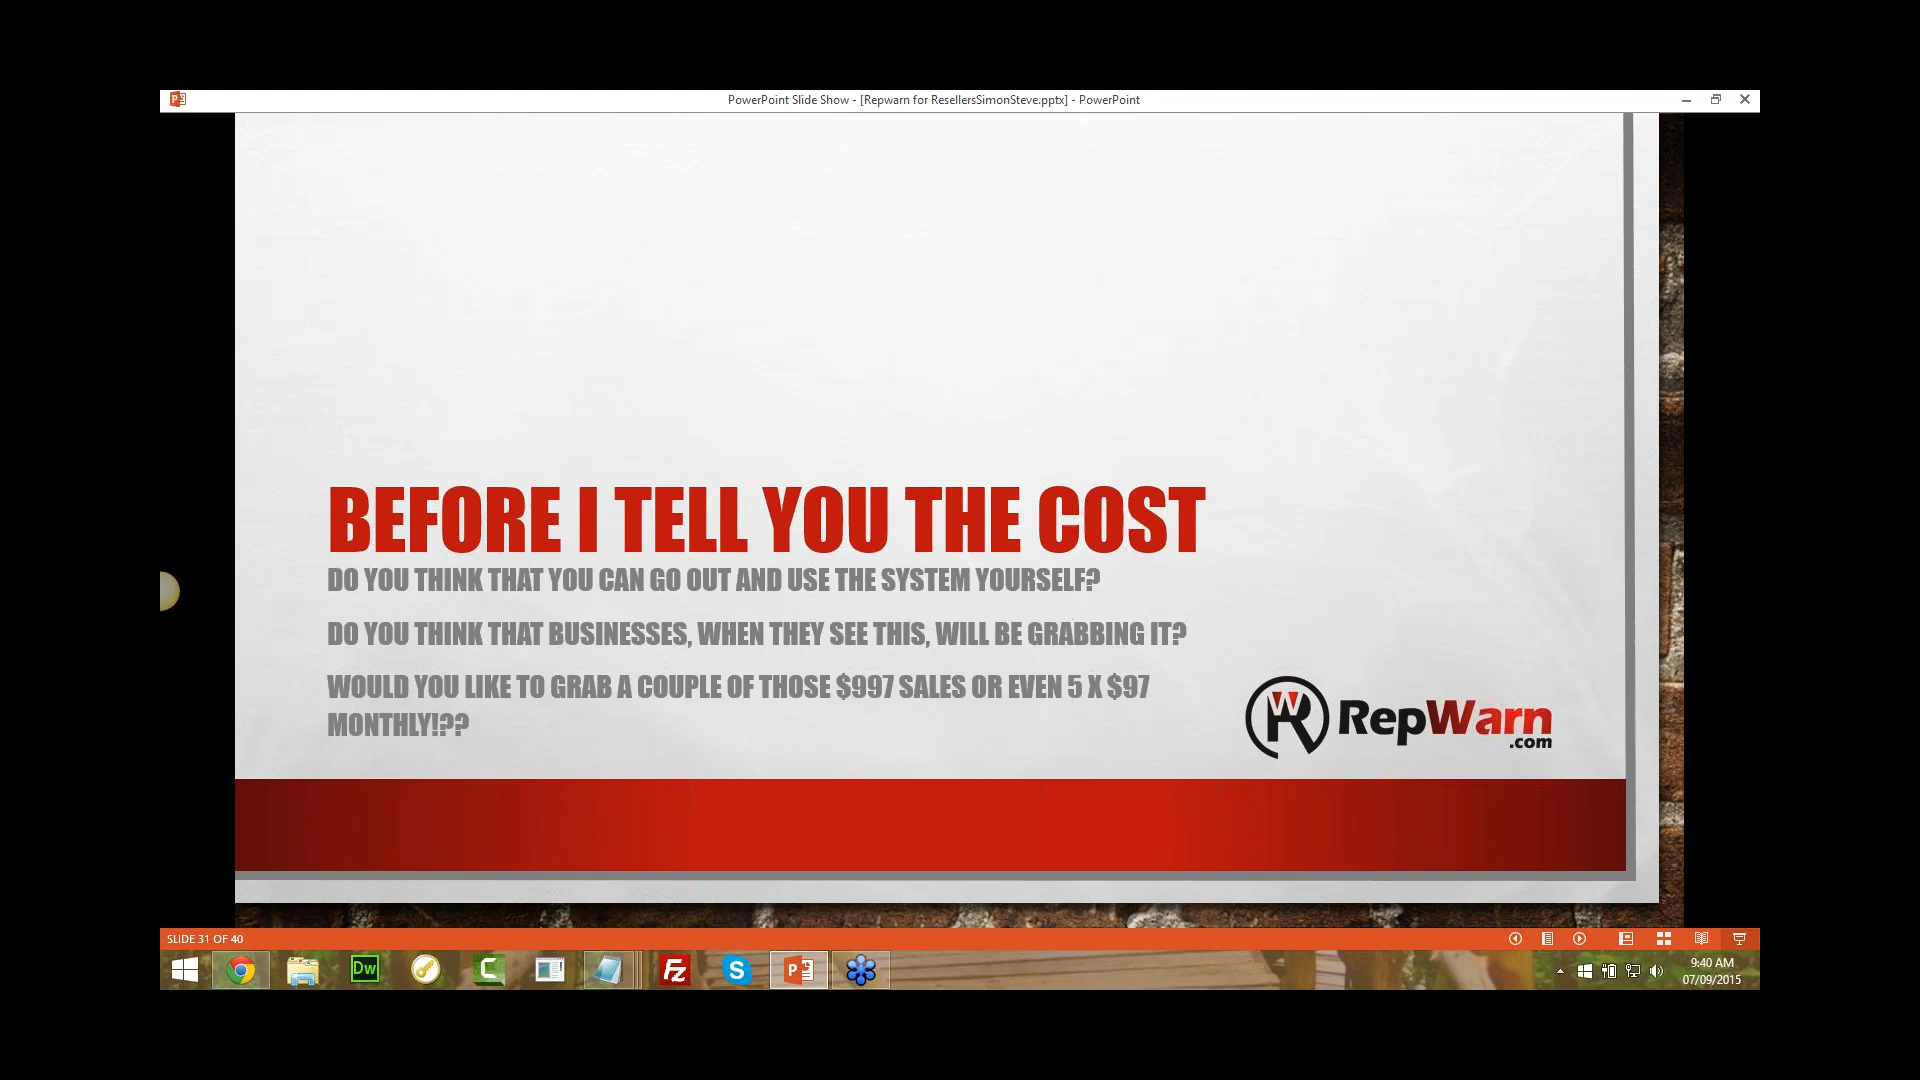 PowerPoint Slide Show - [Repwarn for ResellersSimonSteve.pptx] - PowerPoint
BEFORE I TELL YOU THE COST
DO YOU THINK THAT YOU CAN GO OUT AND USE THE SYSTEM YOURSELF?
DO YOU THINK THAT BUSINESSES, WHEN THEY SEE THIS, WILL BE GRABBING IT?
WOULD YOU LIKE TO GRAB A COUPLE OF THOSE $997 SALES OR EVEN 5 X $97
MONTHLY!??
RepWarn
.com
SLIDE 31 OF 40
Dw
9:40 AM
07/09/2015